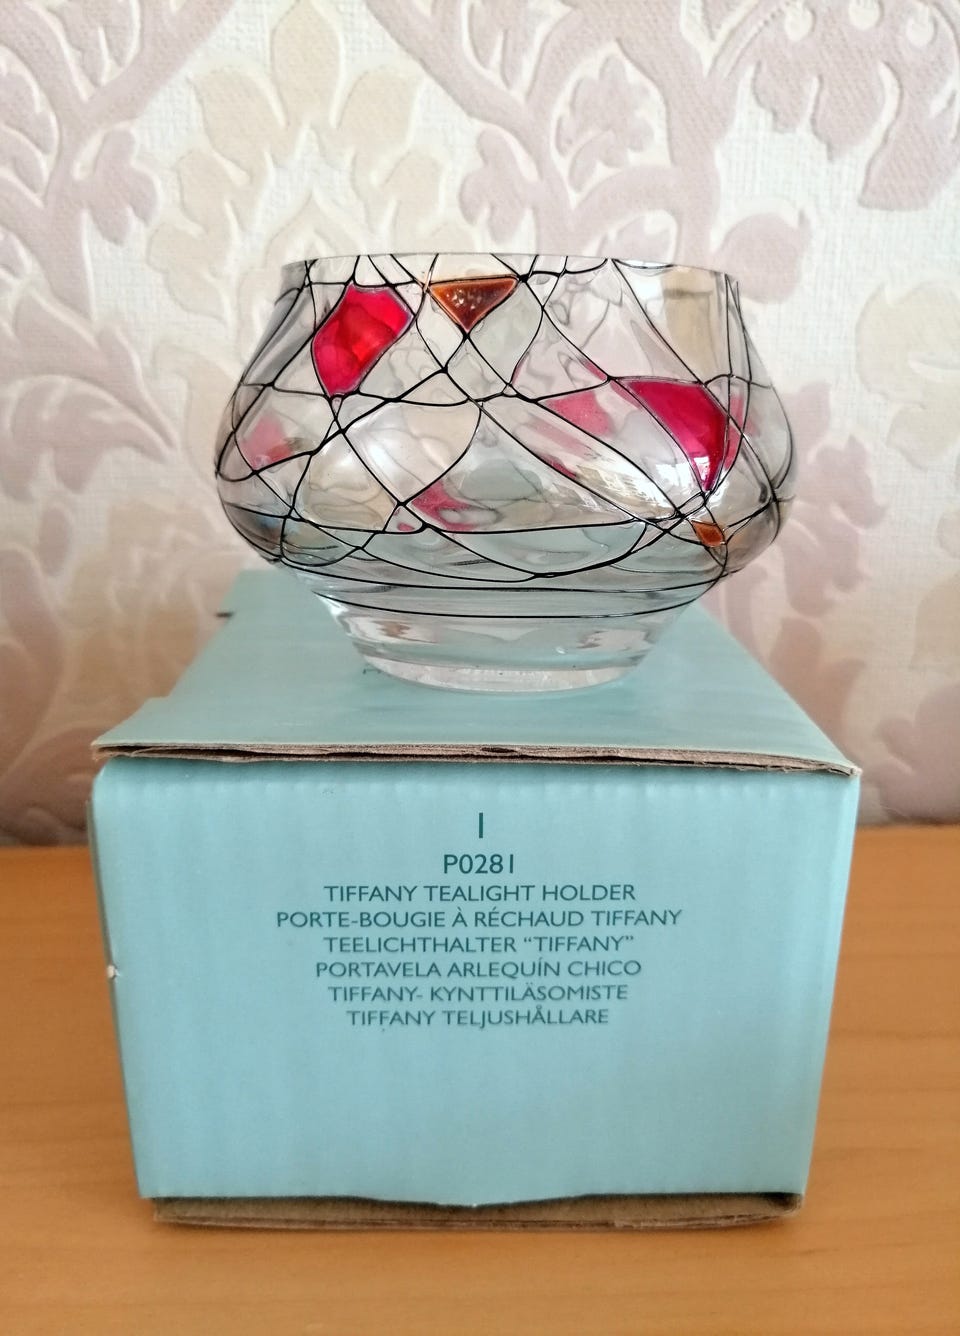 1
P0281
TIFFANY TEALIGHT HOLDER
PORTE-BOUGIE À RÉCHAUD TIFFANY
TEELICHTHALTER “TIFFANY”
PORTAVELA ARLEQUÍN CHICO
TIFFANY- KYNTTILÄSOMISTE
TIFFANY TELJUSHÅLLARE